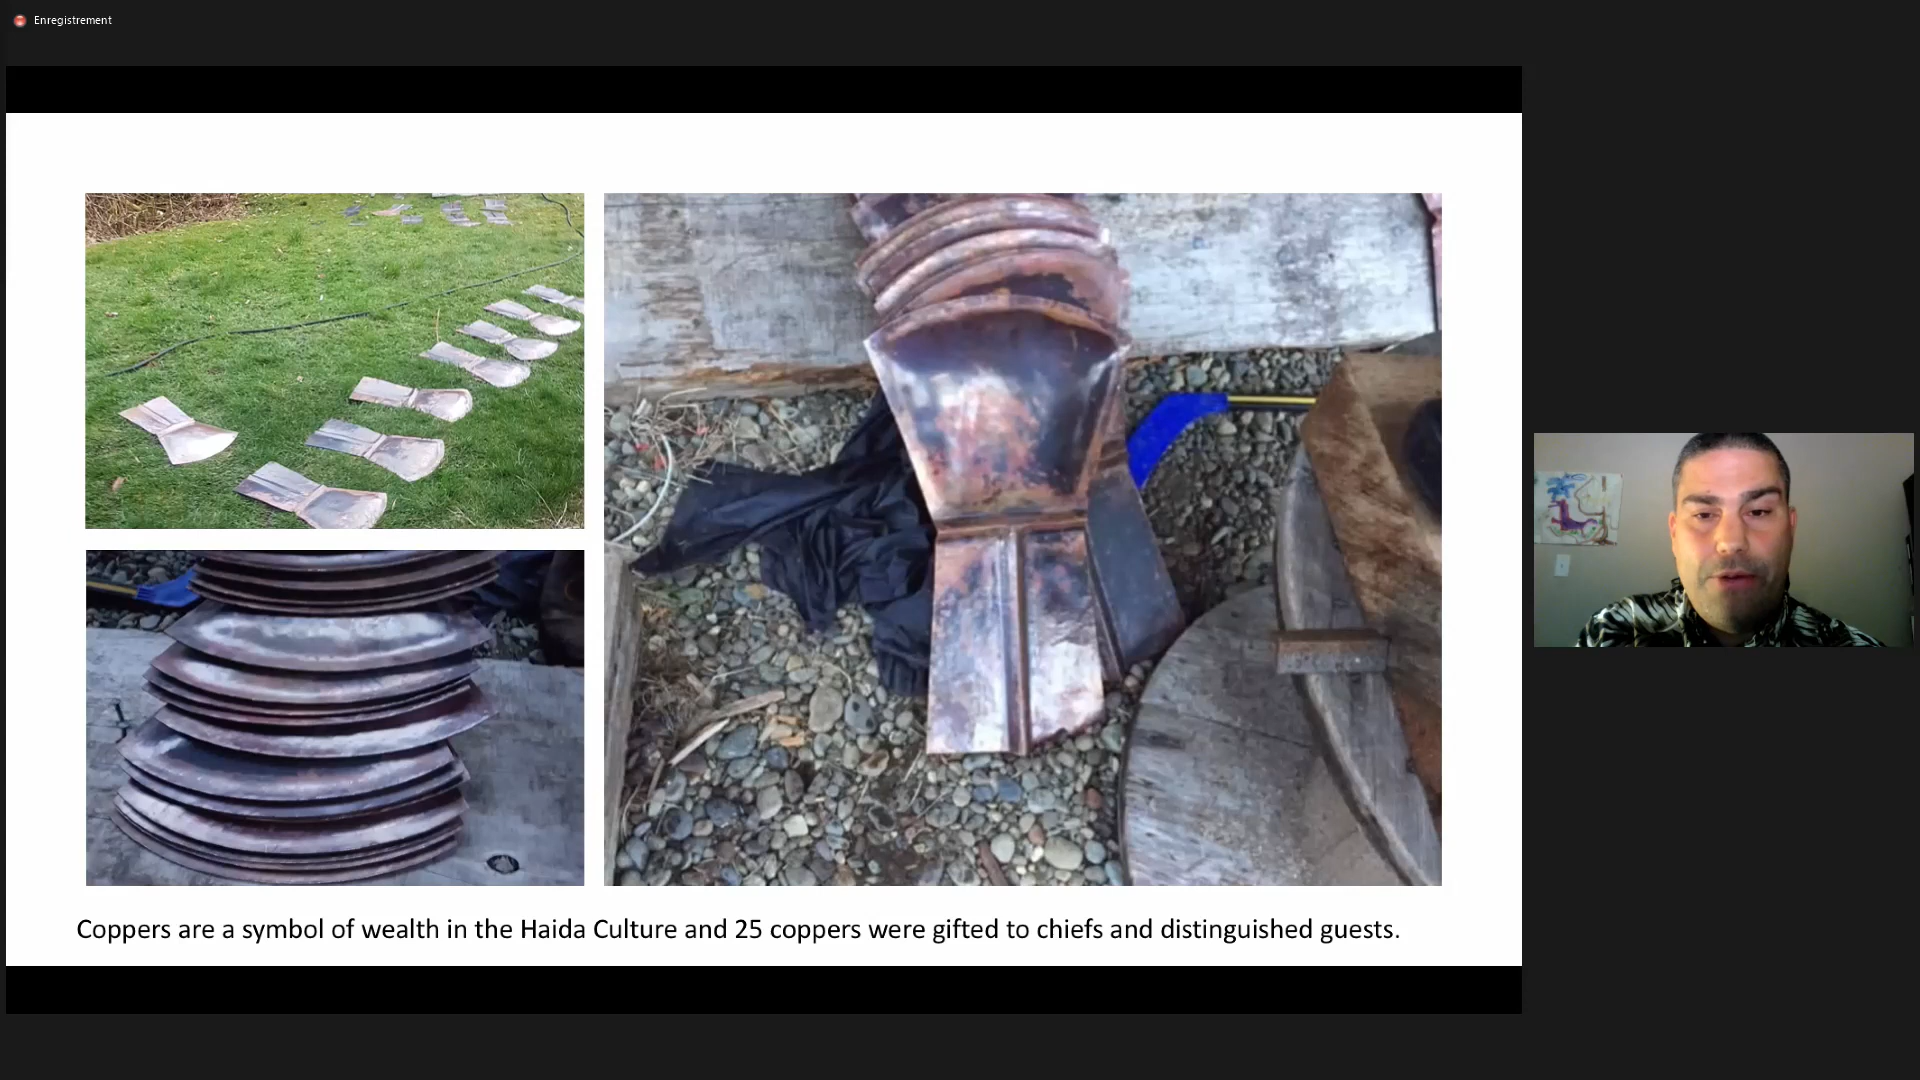 Enregistrement
Coppers are a symbol of wealth in the Haida Culture and 25 coppers were gifted to chiefs and distinguished guests.